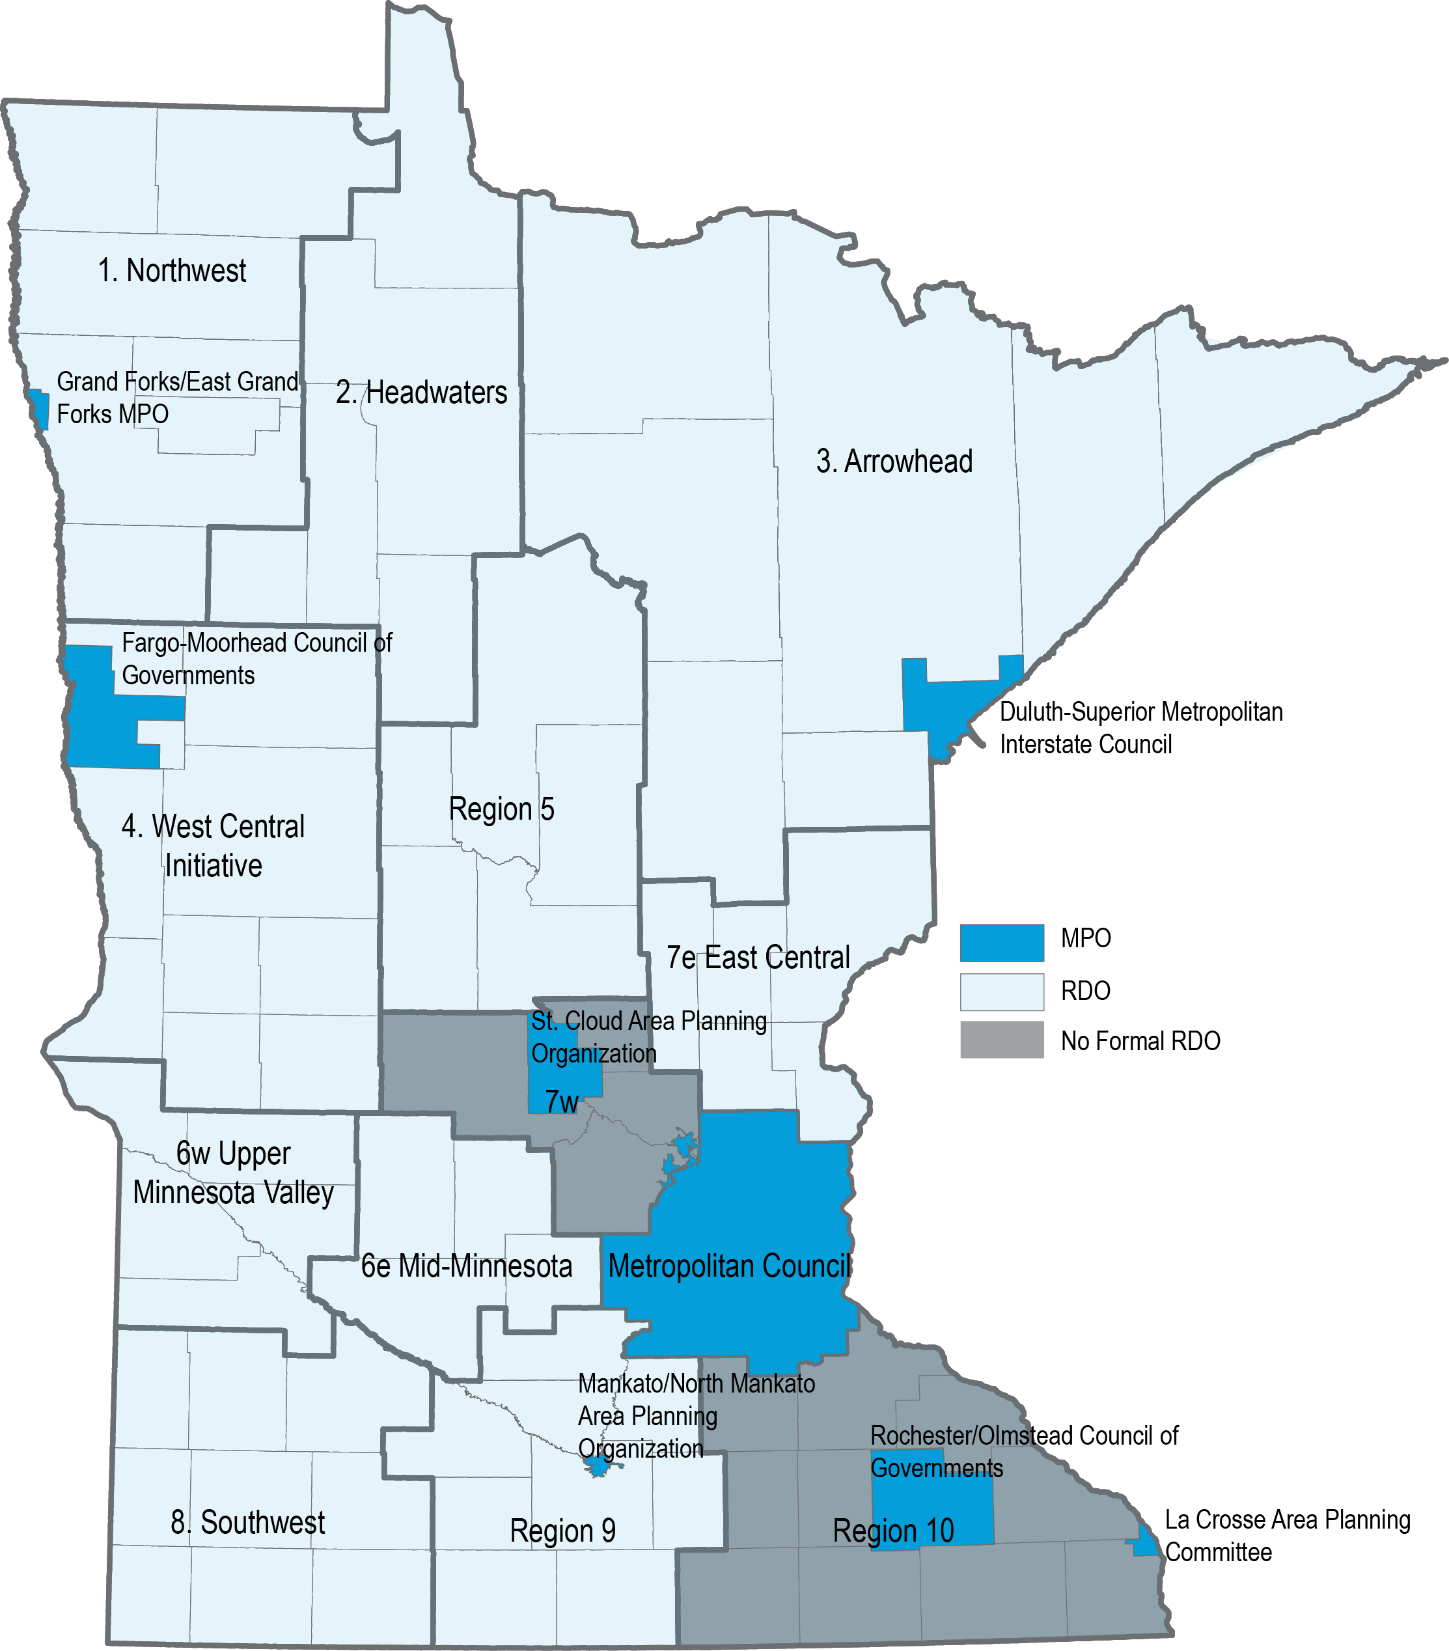 1. Northwest
Grand Forks/East Grand
Forks MPO
2. Headwaters
3. Arrowhead
Fargo-Moorhead Council of
Governments
Duluth-Superior Metropolitan
Interstate Council
4. West Central
Initiative
Region 5
7e East Central
MPO
RDO
No Formal RDO
St. Cloud Area Planning
Organization
7w
6w Upper
Minnesota Valley
6e Mid-Minnesota
Metropolitan Council
Mankato/North Mankato
Area Planning
Organization
Rochester/Olmstead Council of
Governments
8. Southwest
Region 9
Region 10
La Crosse Area Planning
Committee